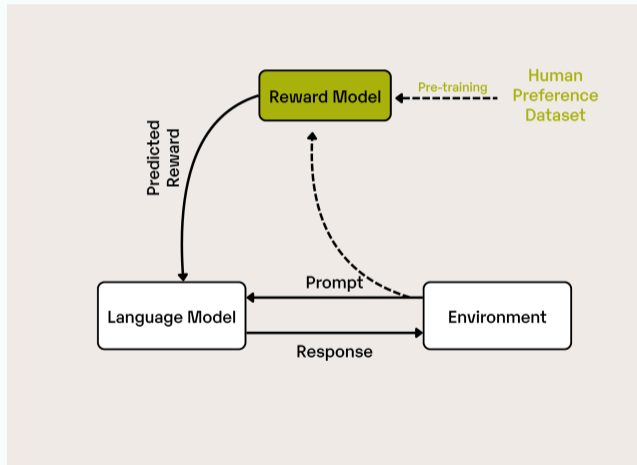 Human
Preference
Dataset
Pre-training
Reward Model
Predicted
Reward
Prompt
Language Model
Environment
Response